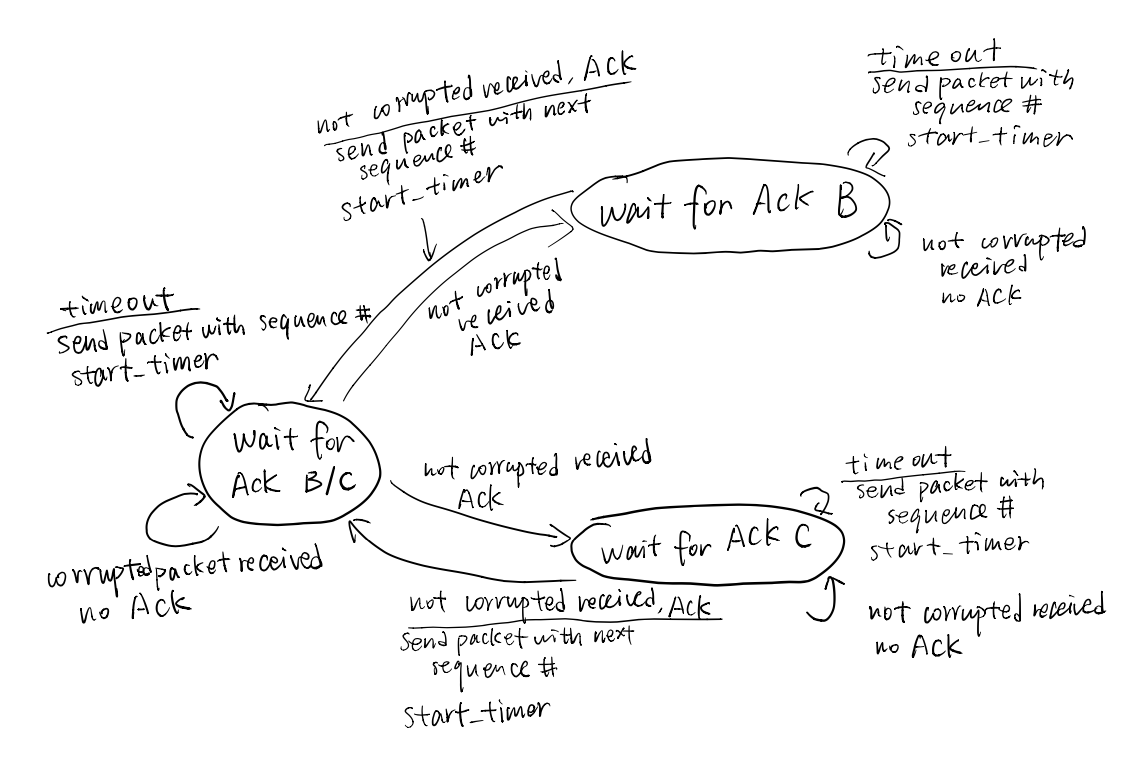 not corrupted received, Ack
send packet with next
sequence #
start_timer
time out
send packet with
sequence #
start_timer
wait for Ack B
not corrupted
received
no ACK
not corrupted
received
ACK
timeout
send packet with sequence #
start_timer
wait for
Ack B/C
corrupted packet received
no Ack
not corrupted received
ACK
time out
send packet with
sequence #
start_timer
wait for Ack C
not corrupted received
no Ack
not corrupted received, Ack
send packet with next
sequence #
start_timer